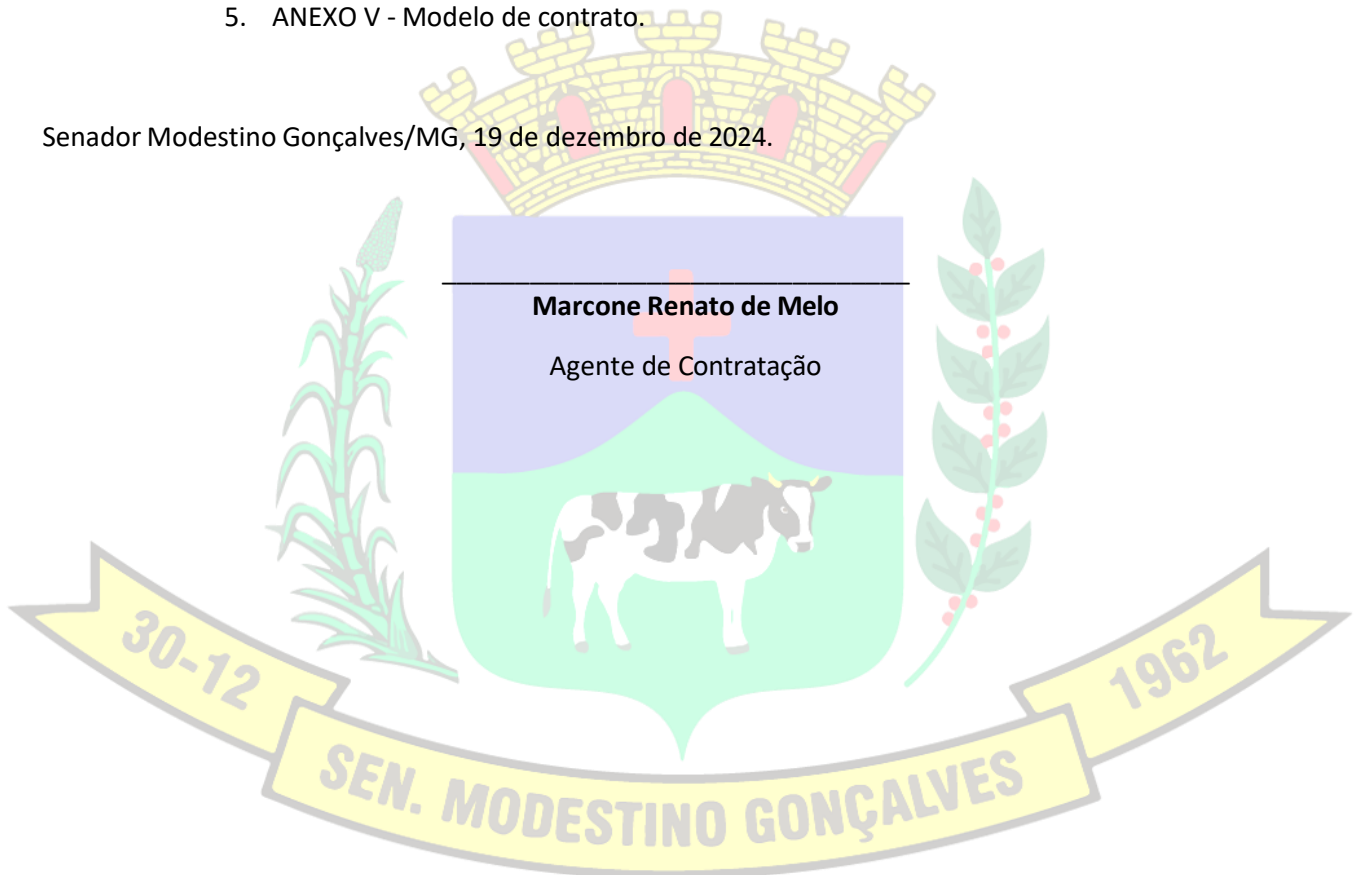 5. ANEXO V - Modelo de contrato.
Senador Modestino Gonçalves/MG, 19 de dezembro de 2024.
Marcone Renato de Melo
Agente de Contratação
30-12
1962
SEN. MODESTINO GONÇALVES